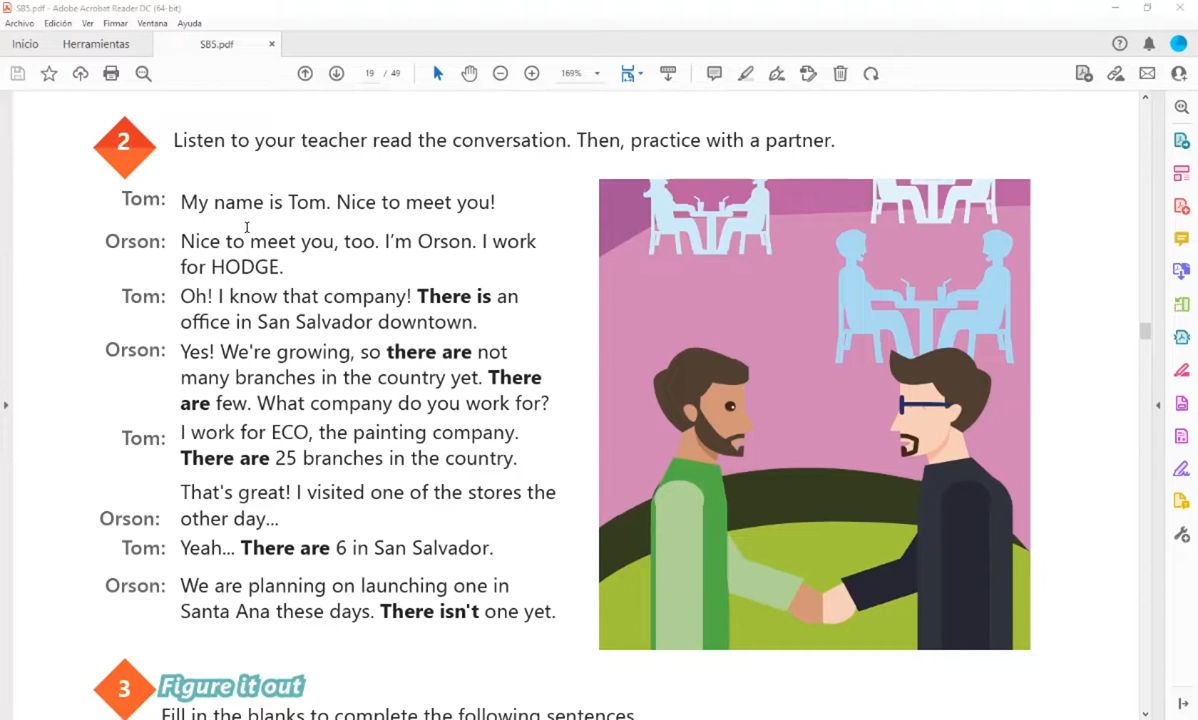 SB5.pdf - Adobe Acrobat Reader DC (64-bit)
Archivo Edición Ver Firmar Ventana Ayuda
Inicio Herramientas SB5.pdf ×
19 / 49 169%
2 Listen to your teacher read the conversation. Then, practice with a partner.
Tom: My name is Tom. Nice to meet you!
Orson: Nice to meet you, too. I'm Orson. I work
for HODGE.
Tom: Oh! I know that company! There is an
office in San Salvador downtown.
Orson: Yes! We're growing, so there are not
many branches in the country yet. There
are few. What company do you work for?
Tom: I work for ECO, the painting company.
There are 25 branches in the country.
That's great! I visited one of the stores the
Orson: other day...
Tom: Yeah... There are 6 in San Salvador.
Orson: We are planning on launching one in
Santa Ana these days. There isn't one yet.
3 Figure it out
Fill in the blanks to complete the following sentences